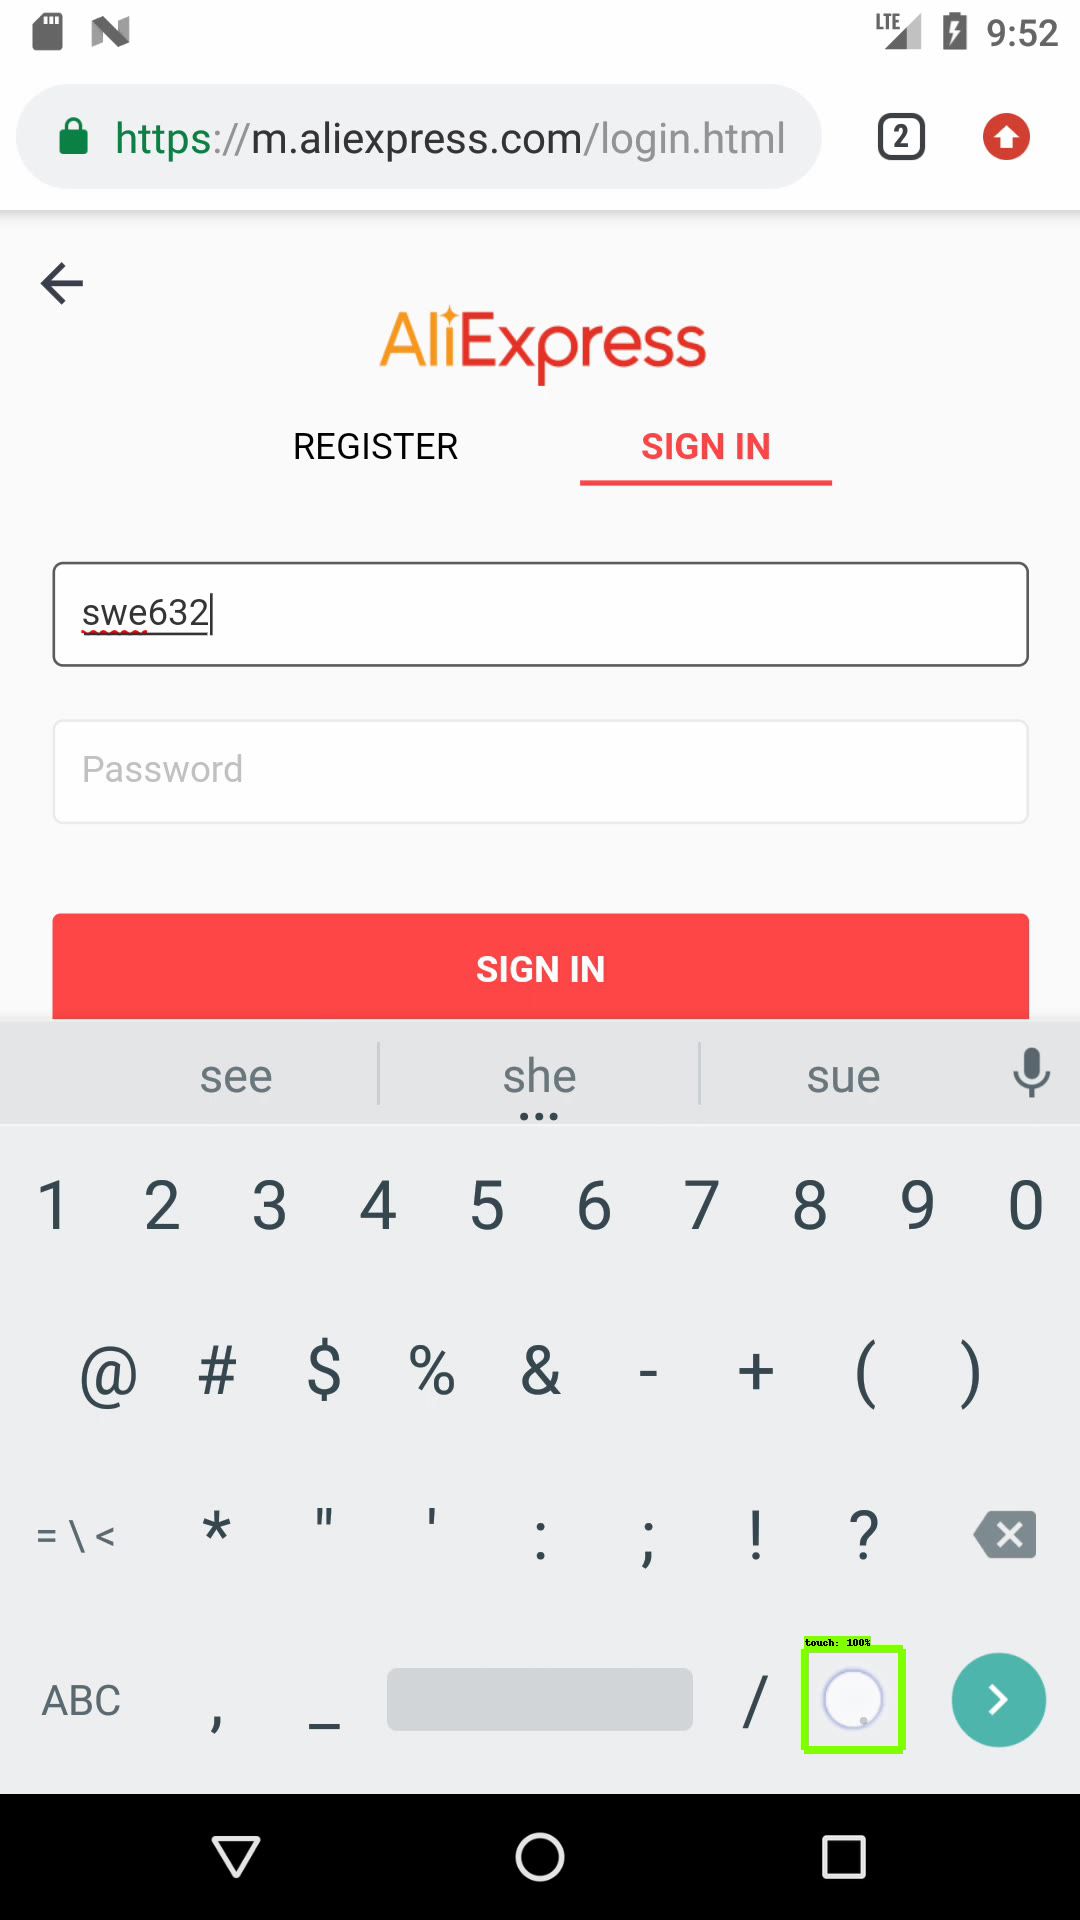 LTE 9:52
https://m.aliexpress.com/login.html 2
AliExpress
REGISTER SIGN IN
swe632
Password
SIGN IN
see she sue
1 2 3 4 5 6 7 8 9 0
@ # $ % & - + ( )
= \ < * " ' : ; ! ?
touch: 100%
ABC , _ / .